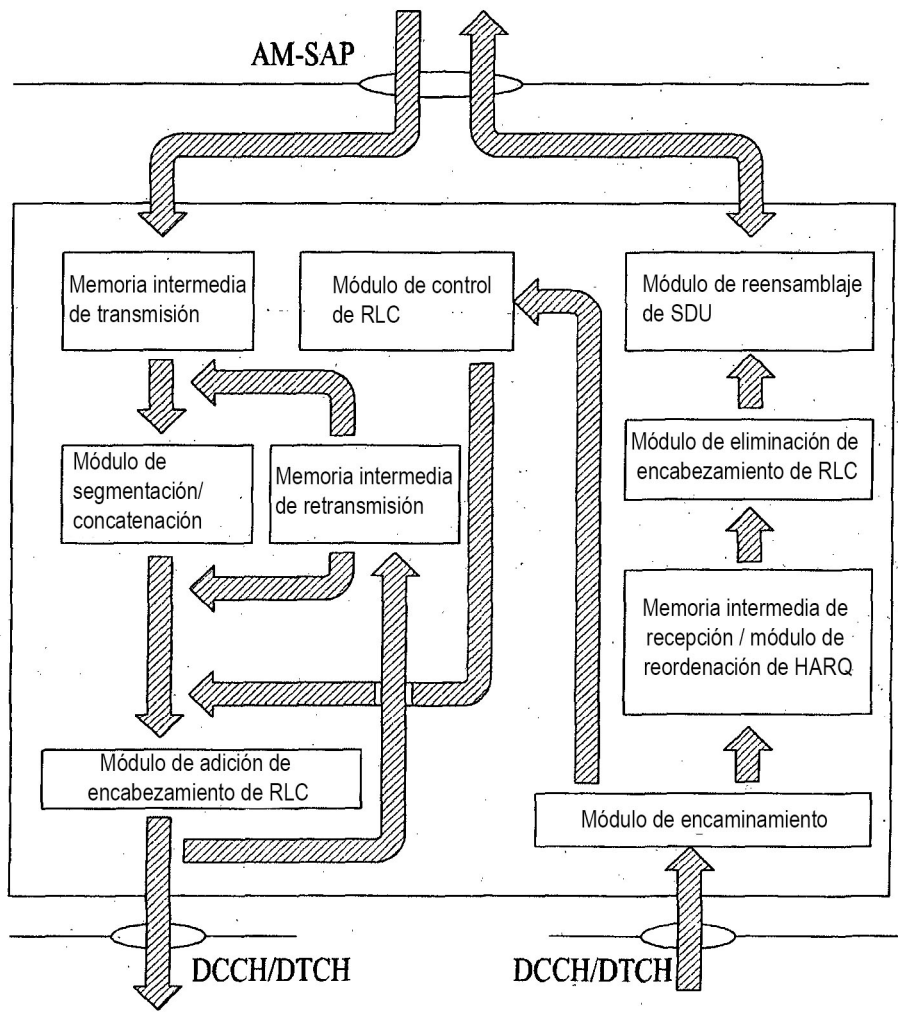 AM-SAP
Memoria intermedia
de transmisión
Módulo de control
de RLC
Módulo de reensamblaje
de SDU
Módulo de
segmentación/
concatenación
Memoria intermedia
de retransmisión
Módulo de eliminación de
encabezamiento de RLC
Memoria intermedia de
recepción / módulo de
reordenación de HARQ
Módulo de adición de
encabezamiento de RLC
Módulo de encaminamiento
DCCH/DTCH
DCCH/DTCH